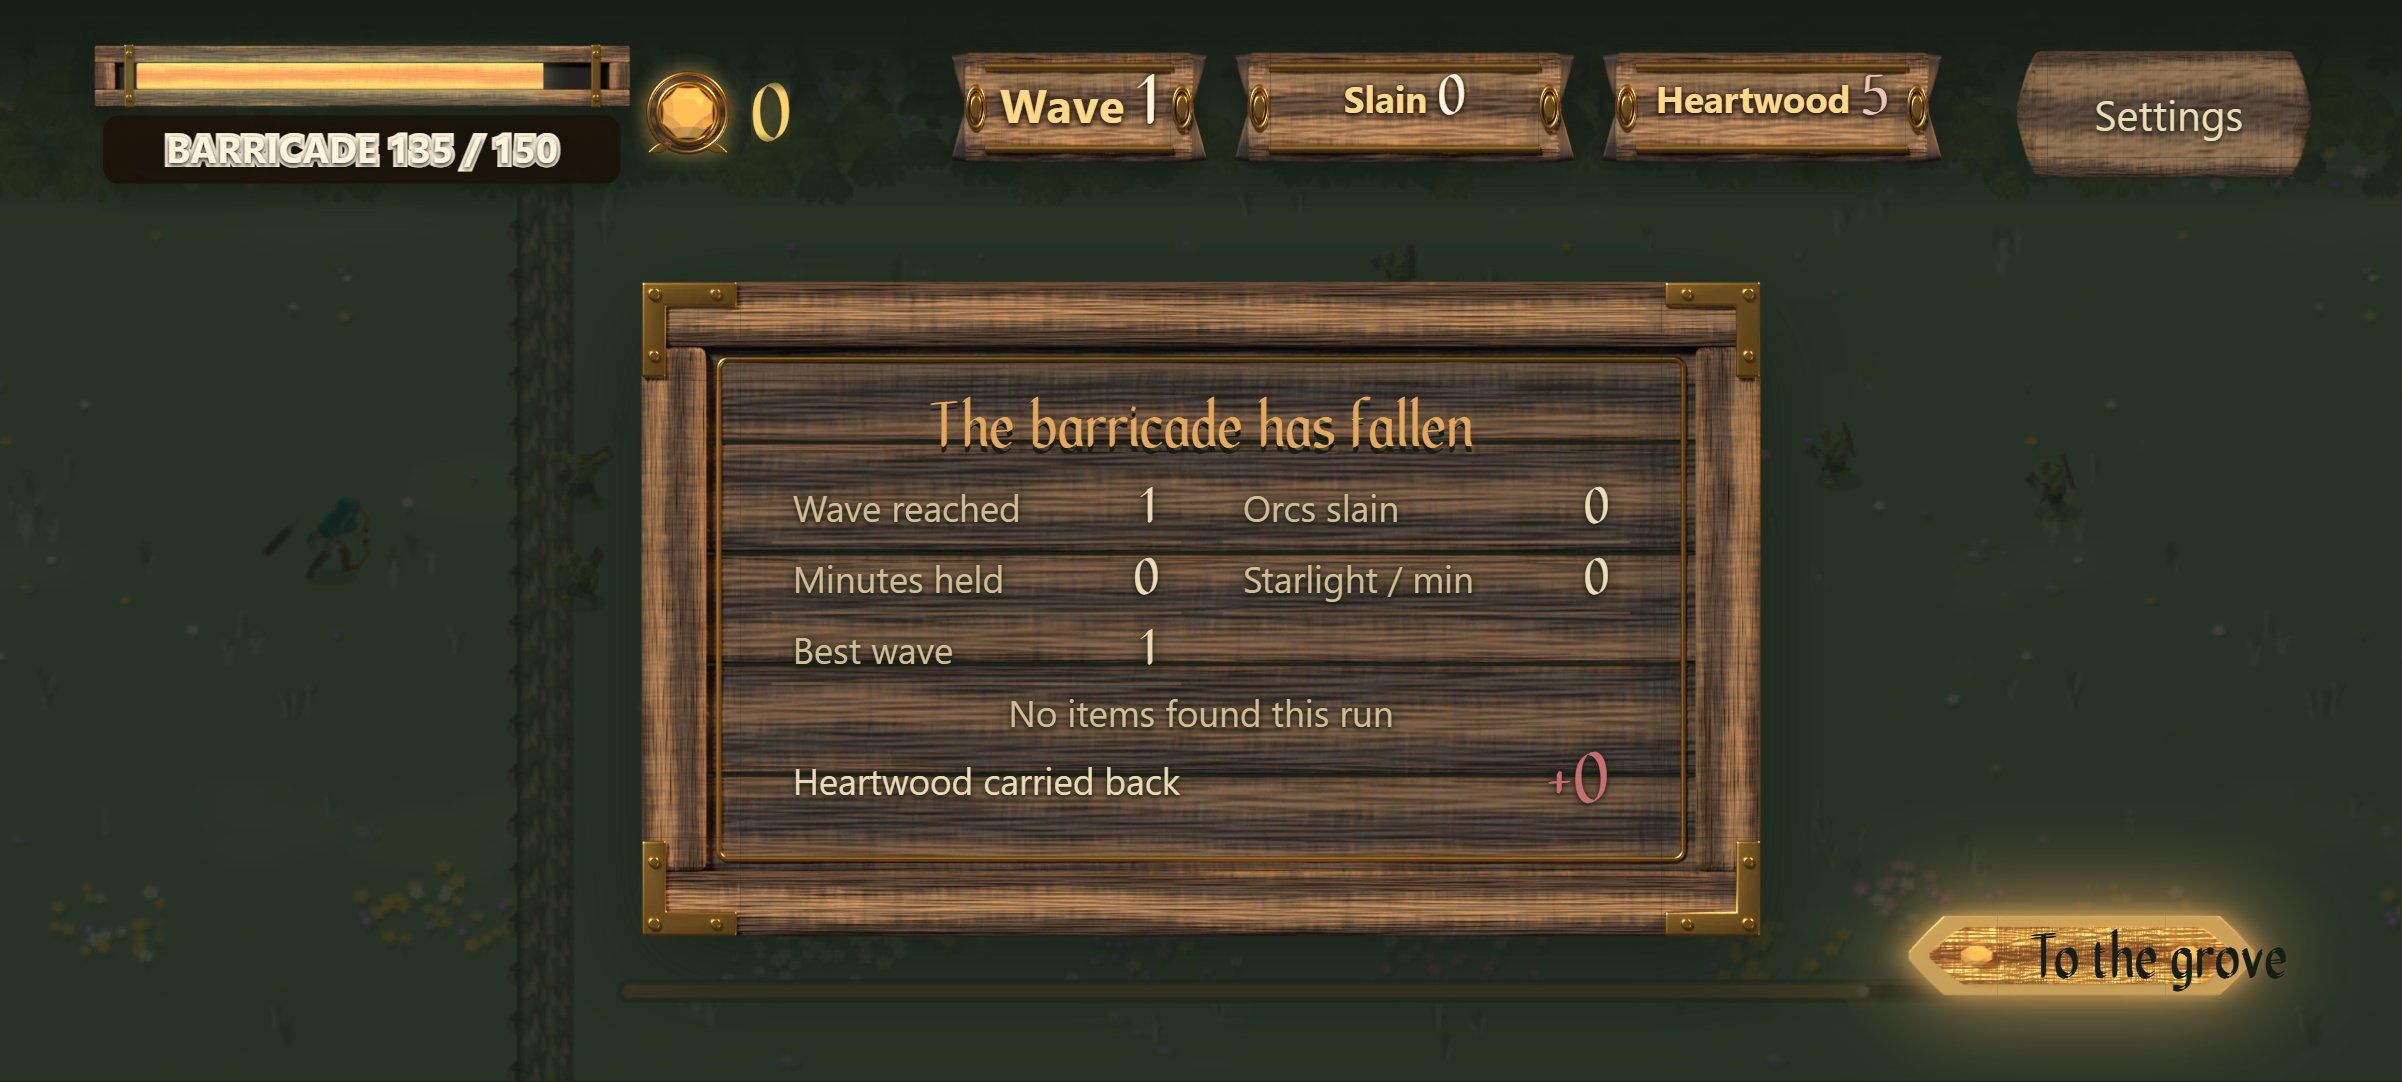 BARRICADE 135 / 150
0
Wave 1
Slain 0
Heartwood 5
Settings
The barricade has fallen
Wave reached 1 Orcs slain 0
Minutes held 0 Starlight / min 0
Best wave 1
No items found this run
Heartwood carried back +0
To the grove